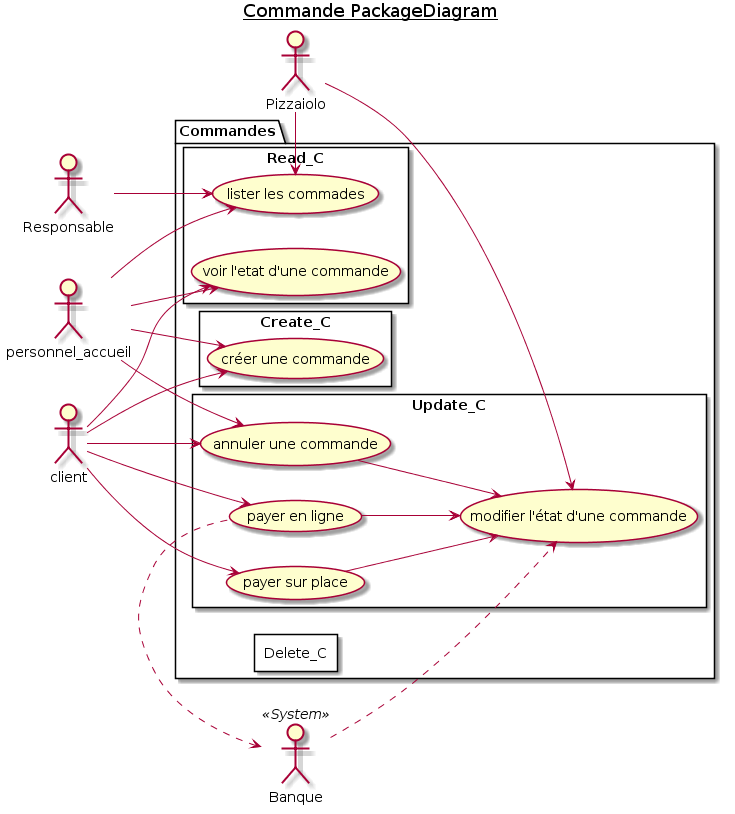 Commande PackageDiagram
Pizzaiolo
Commandes
Read_C
lister les commades
Responsable
voir l'etat d'une commande
Create_C
personnel_accueil
créer une commande
Update_C
annuler une commande
client
payer en ligne
modifier l'état d'une commande
payer sur place
Delete_C
«System»
Banque